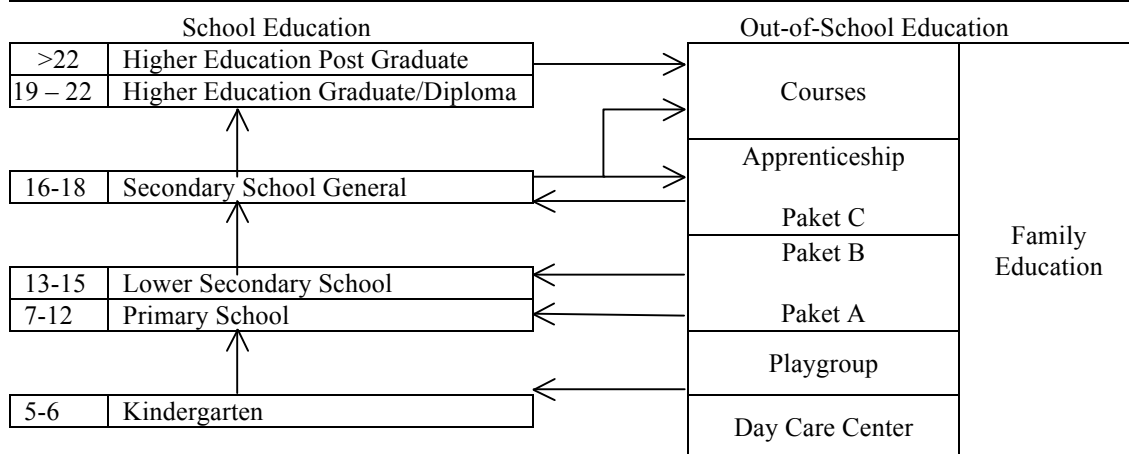 School Education
Out-of-School Education
>22 Higher Education Post Graduate
19 – 22 Higher Education Graduate/Diploma
Courses
16-18 Secondary School General
Apprenticeship
Paket C
Paket B
Family
Education
13-15 Lower Secondary School
7-12 Primary School
Paket A
Playgroup
5-6 Kindergarten
Day Care Center